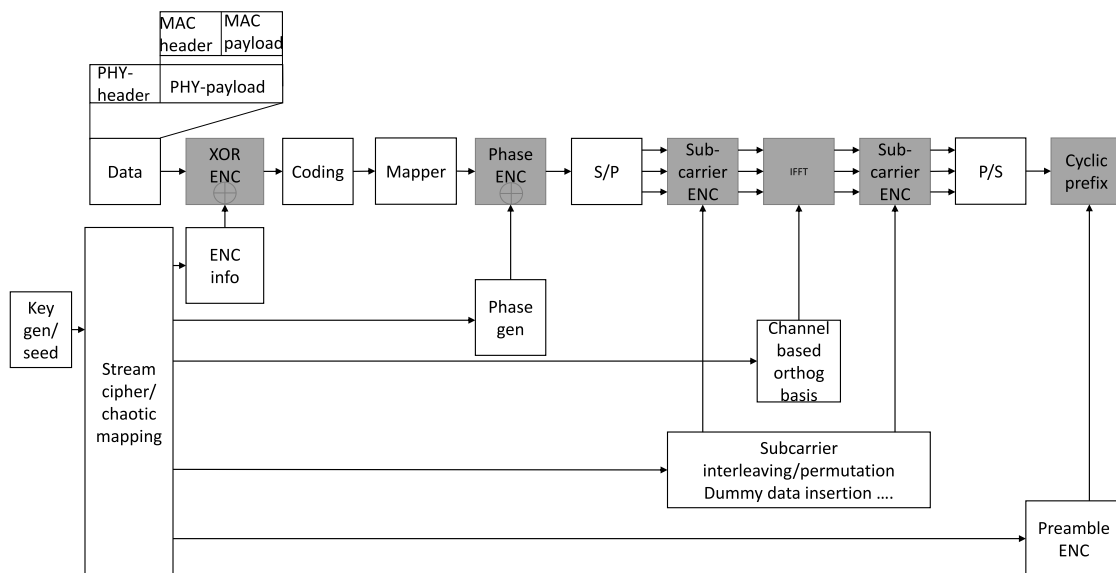 MAC
header
MAC
payload
PHY-
header
PHY-payload
Data
XOR
ENC
Coding
Mapper
Phase
ENC
S/P
Sub-
carrier
ENC
IFFT
Sub-
carrier
ENC
P/S
Cyclic
prefix
ENC
info
Key
gen/
seed
Phase
gen
Channel
based
orthog
basis
Stream
cipher/
chaotic
mapping
Subcarrier
interleaving/permutation
Dummy data insertion ....
Preamble
ENC